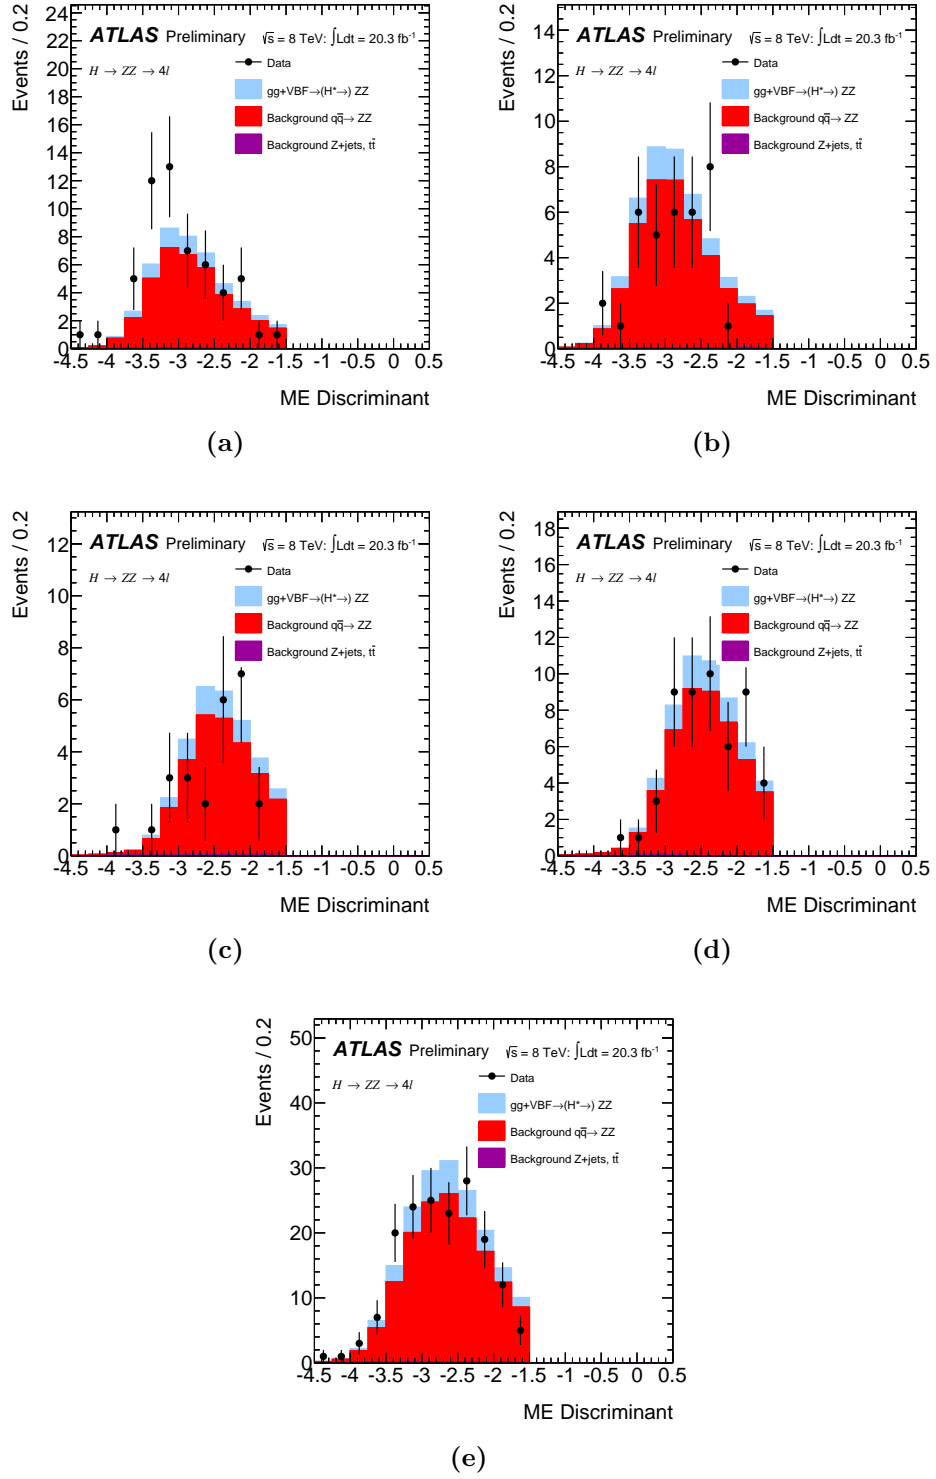 Events / 0.2
24
22
20
18
16
14
12
10
8
6
4
2
0
ATLAS Preliminary √s = 8 TeV: ∫Ldt = 20.3 fb⁻¹
H → ZZ → 4l
Data
gg+VBF→(H*→) ZZ
Background qq̅→ ZZ
Background Z+jets, tt̅
-4.5 -4 -3.5 -3 -2.5 -2 -1.5 -1 -0.5 0 0.5
ME Discriminant
(a)
Events / 0.2
14
12
10
8
6
4
2
0
ATLAS Preliminary √s = 8 TeV: ∫Ldt = 20.3 fb⁻¹
H → ZZ → 4l
Data
gg+VBF→(H*→) ZZ
Background qq̅→ ZZ
Background Z+jets, tt̅
-4.5 -4 -3.5 -3 -2.5 -2 -1.5 -1 -0.5 0 0.5
ME Discriminant
(b)
Events / 0.2
12
10
8
6
4
2
0
ATLAS Preliminary √s = 8 TeV: ∫Ldt = 20.3 fb⁻¹
H → ZZ → 4l
Data
gg+VBF→(H*→) ZZ
Background qq̅→ ZZ
Background Z+jets, tt̅
-4.5 -4 -3.5 -3 -2.5 -2 -1.5 -1 -0.5 0 0.5
ME Discriminant
(c)
Events / 0.2
18
16
14
12
10
8
6
4
2
0
ATLAS Preliminary √s = 8 TeV: ∫Ldt = 20.3 fb⁻¹
H → ZZ → 4l
Data
gg+VBF→(H*→) ZZ
Background qq̅→ ZZ
Background Z+jets, tt̅
-4.5 -4 -3.5 -3 -2.5 -2 -1.5 -1 -0.5 0 0.5
ME Discriminant
(d)
Events / 0.2
50
40
30
20
10
0
ATLAS Preliminary √s = 8 TeV: ∫Ldt = 20.3 fb⁻¹
H → ZZ → 4l
Data
gg+VBF→(H*→) ZZ
Background qq̅→ ZZ
Background Z+jets, tt̅
-4.5 -4 -3.5 -3 -2.5 -2 -1.5 -1 -0.5 0 0.5
ME Discriminant
(e)